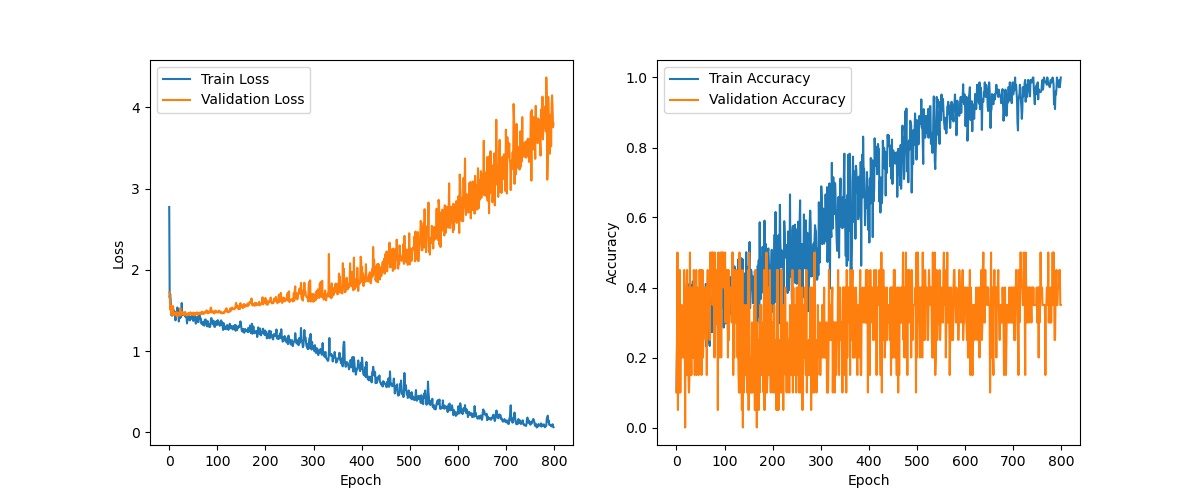 Train Loss
Validation Loss
4
3
2
1
0
Loss
0 100 200 300 400 500 600 700 800
Epoch
Train Accuracy
Validation Accuracy
1.0
0.8
0.6
0.4
0.2
0.0
Accuracy
0 100 200 300 400 500 600 700 800
Epoch